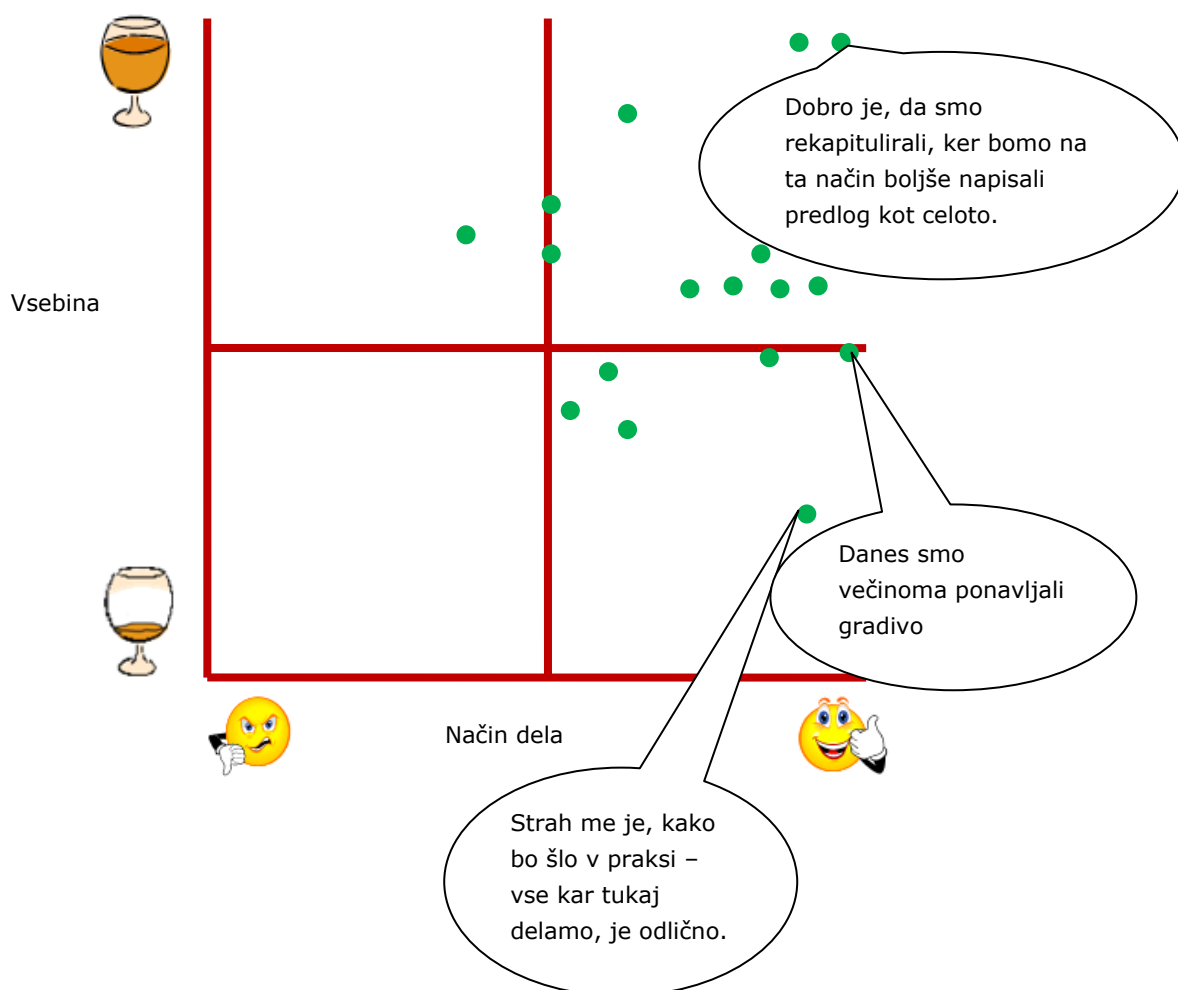 Dobro je, da smo
rekapitulirali, ker bomo na
ta način boljše napisali
predlog kot celoto.
Vsebina
Danes smo
večinoma ponavljali
gradivo
Način dela
Strah me je, kako
bo šlo v praksi –
vse kar tukaj
delamo, je odlično.